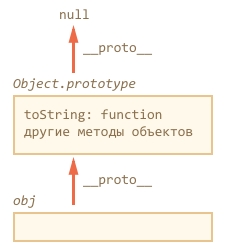 null
__proto__
Object.prototype
toString: function
другие методы объектов
__proto__
obj